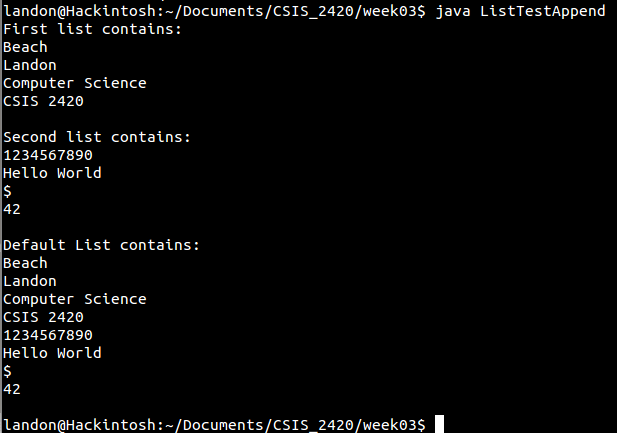 landon@Hackintosh:~/Documents/CSIS_2420/week03$ java ListTestAppend
First list contains:
Beach
Landon
Computer Science
CSIS 2420
Second list contains:
1234567890
Hello World
$
42
Default List contains:
Beach
Landon
Computer Science
CSIS 2420
1234567890
Hello World
$
42
landon@Hackintosh:~/Documents/CSIS_2420/week03$